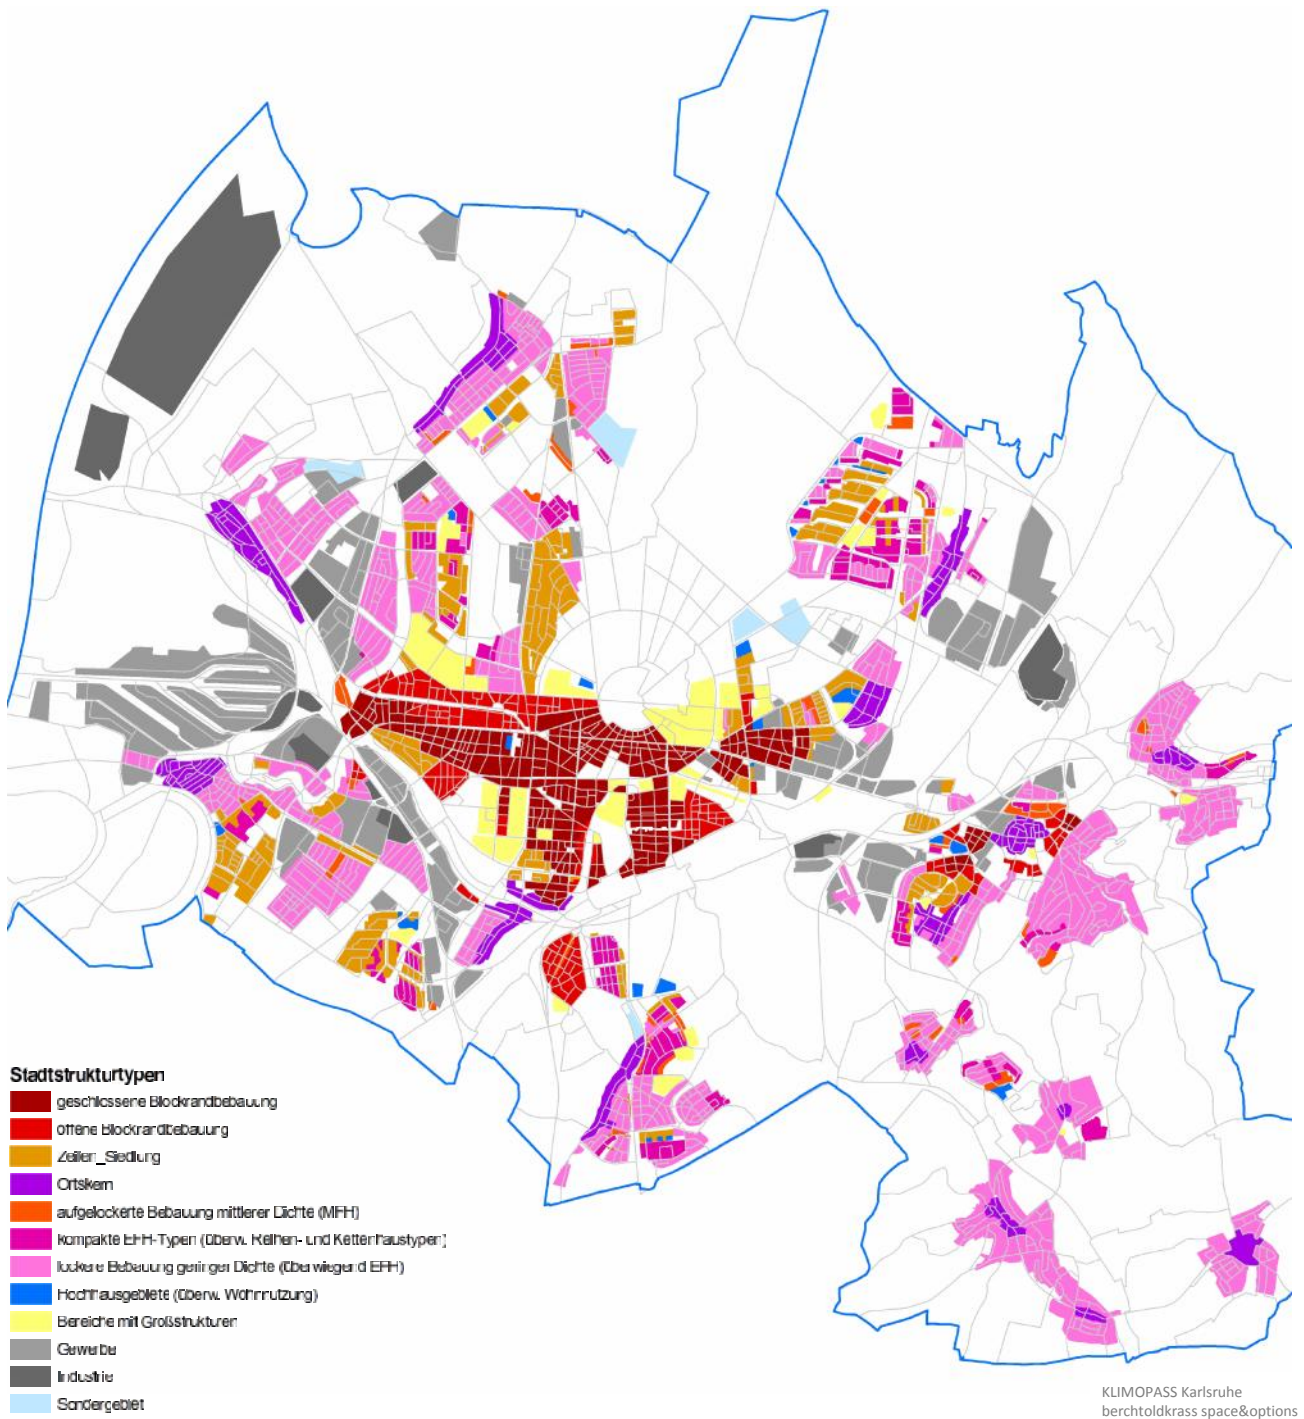 Stadtstrukturtypen
geschlossene Blockrandbebauung
offene Blockrandbebauung
Zeilen_Siedlung
Ortskern
aufgelockerte Bebauung mittlerer Dichte (MFH)
kompakte EFH-Typen (überw. Reihen- und Kettenhaustypen)
lockere Bebauung geringer Dichte (überwiegend EFH)
Hochhausgebiete (überw. Wohnnutzung)
Bereiche mit Großstrukturen
Gewerbe
Industrie
Sondergebiet
KLIMOPASS Karlsruhe
berchtoldkrass space&options